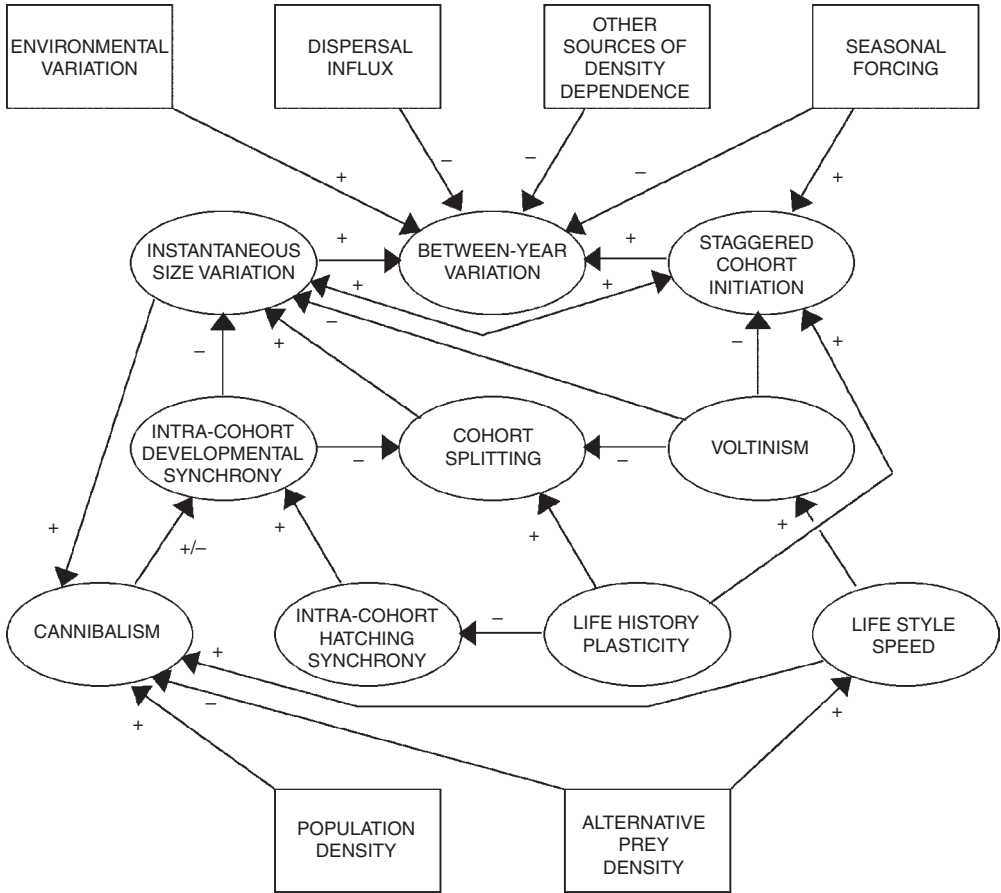 ENVIRONMENTAL
VARIATION
DISPERSAL
INFLUX
OTHER
SOURCES OF
DENSITY
DEPENDENCE
SEASONAL
FORCING
–
–
–
+
+
INSTANTANEOUS
SIZE VARIATION
+
BETWEEN-YEAR
VARIATION
+
STAGGERED
COHORT
INITIATION
+
+
–
–
+
–
+
INTRA-COHORT
DEVELOPMENTAL
SYNCHRONY
–
COHORT
SPLITTING
–
VOLTINISM
+
+/–
+
+
+
CANNIBALISM
INTRA-COHORT
HATCHING
SYNCHRONY
–
LIFE HISTORY
PLASTICITY
LIFE STYLE
SPEED
+
–
+
+
POPULATION
DENSITY
ALTERNATIVE
PREY
DENSITY